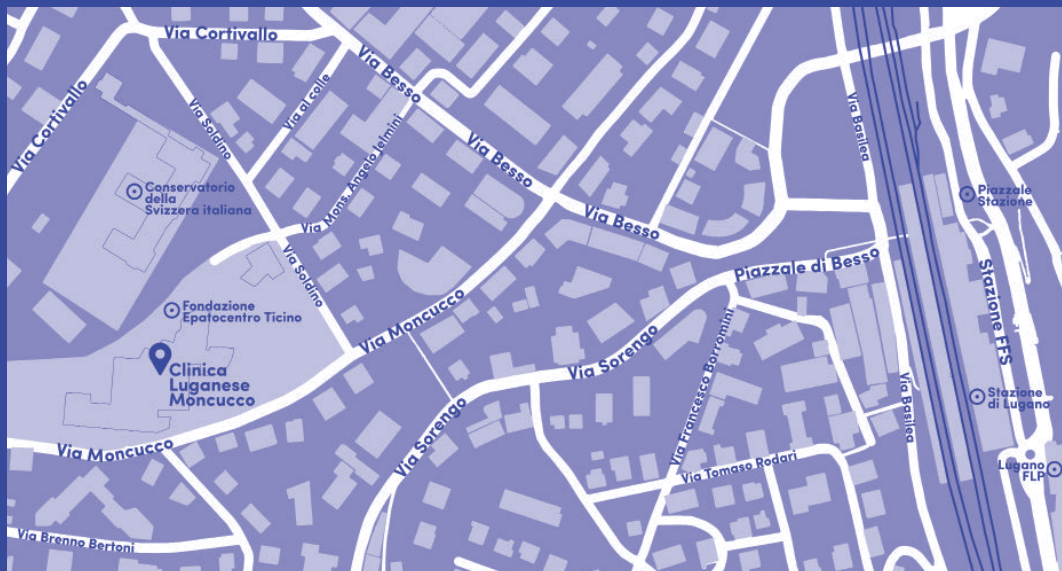 Via Cortivallo
Via Besso
Via Cortivallo
Via Soldino
Via al colle
Via Mons. Angelo Jelmini
Via Besso
Via Basilea
Conservatorio
della
Svizzera italiana
Piazzale
Stazione
Via Besso
Via Soldino
Piazzale di Besso
Stazione FFS
Fondazione
Epatocentro Ticino
Via Moncucco
Via Sorengo
Clinica
Luganese
Moncucco
Via Francesco Borromini
Via Basilea
Stazione
di Lugano
Via Sorengo
Via Moncucco
Via Tomaso Rodari
Lugano
FLP
Via Brenno Bertoni